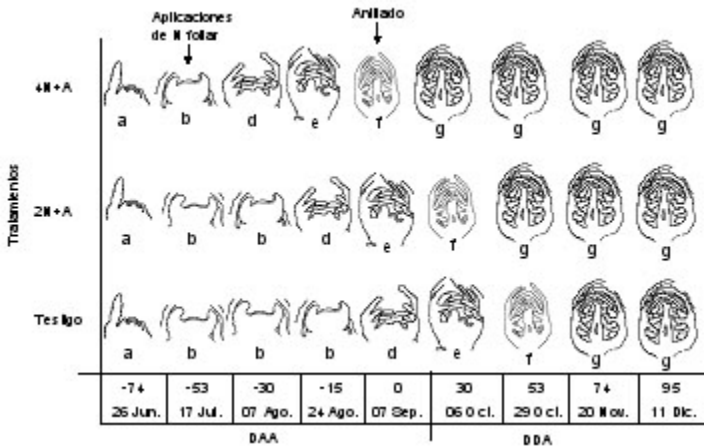 Aplicaciones
de N foliar
Anillado
4N+A
a b d e f g g g g
Tratamientos
2N+A
a b b d e f g g g
Testigo
a b b b d e f g g
-74 -53 -30 -15 0 30 53 74 95
26 Jun. 17 Jul. 07 Ago. 24 Ago. 07 Sep. 06 Oct. 29 Oct. 20 Nov. 11 Dic.
DAA DDA